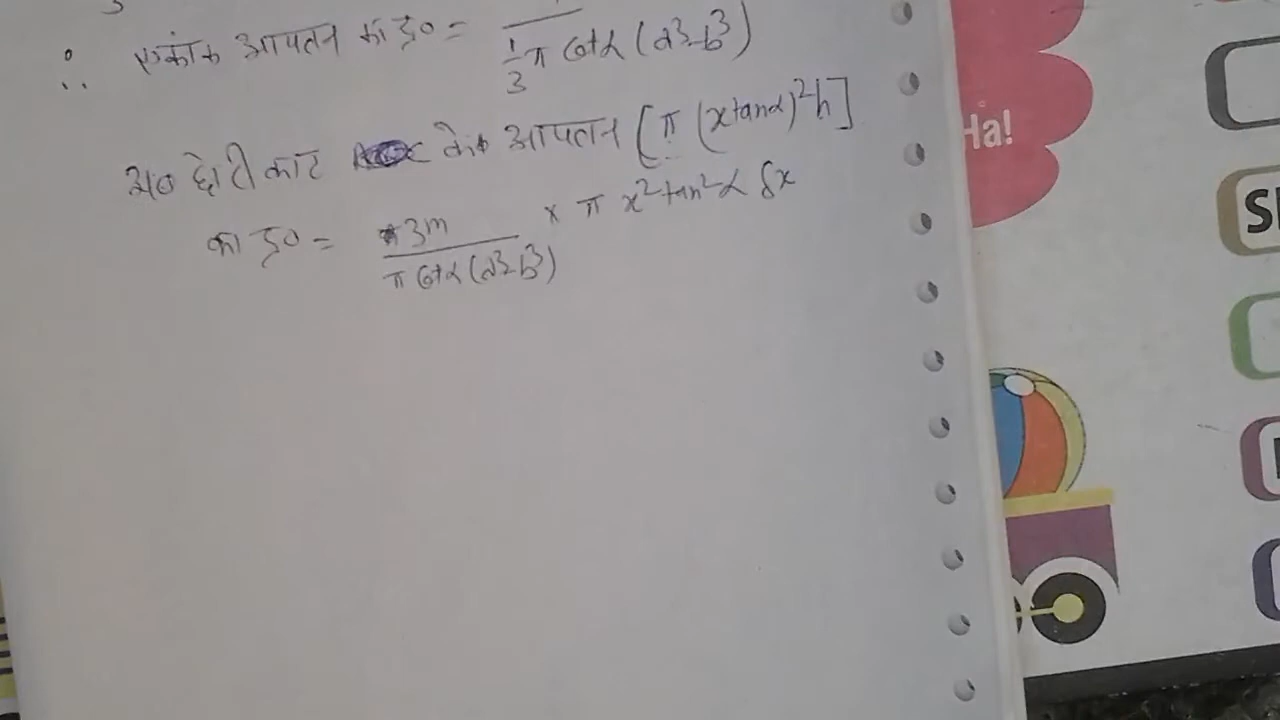 ∴ एकांक आयतन का द्र० = ――― / (1/3 π cotα (a³-b³))
अब छोटी काट के आयतन [π (x tanα)² h]
का द्र० = 3m / (π cotα (a³-b³)) × π x² tan²α δx
Ha!